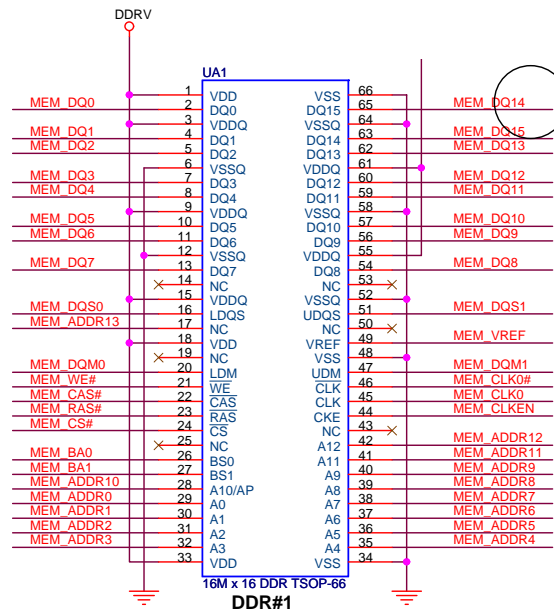 DDRV
UA1
1 VDD VSS 66
MEM_DQ0 2 DQ0 DQ15 65 MEM_DQ14
3 VDDQ VSSQ 64
MEM_DQ1 4 DQ1 DQ14 63 MEM_DQ15
MEM_DQ2 5 DQ2 DQ13 62 MEM_DQ13
6 VSSQ VDDQ 61
MEM_DQ3 7 DQ3 DQ12 60 MEM_DQ12
MEM_DQ4 8 DQ4 DQ11 59 MEM_DQ11
9 VDDQ VSSQ 58
MEM_DQ5 10 DQ5 DQ10 57 MEM_DQ10
MEM_DQ6 11 DQ6 DQ9 56 MEM_DQ9
12 VSSQ VDDQ 55
MEM_DQ7 13 DQ7 DQ8 54 MEM_DQ8
14 NC NC 53
15 VDDQ VSSQ 52
MEM_DQS0 16 LDQS UDQS 51 MEM_DQS1
MEM_ADDR13 17 NC NC 50
18 VDD VREF 49 MEM_VREF
19 NC VSS 48
MEM_DQM0 20 LDM UDM 47 MEM_DQM1
MEM_WE# 21 WE CLK 46 MEM_CLK0#
MEM_CAS# 22 CAS CLK 45 MEM_CLK0
MEM_RAS# 23 RAS CKE 44 MEM_CLKEN
MEM_CS# 24 CS NC 43
25 NC A12 42 MEM_ADDR12
MEM_BA0 26 BS0 A11 41 MEM_ADDR11
MEM_BA1 27 BS1 A9 40 MEM_ADDR9
MEM_ADDR10 28 A10/AP A8 39 MEM_ADDR8
MEM_ADDR0 29 A0 A7 38 MEM_ADDR7
MEM_ADDR1 30 A1 A6 37 MEM_ADDR6
MEM_ADDR2 31 A2 A5 36 MEM_ADDR5
MEM_ADDR3 32 A3 A4 35 MEM_ADDR4
33 VDD VSS 34
16M x 16 DDR TSOP-66
DDR#1